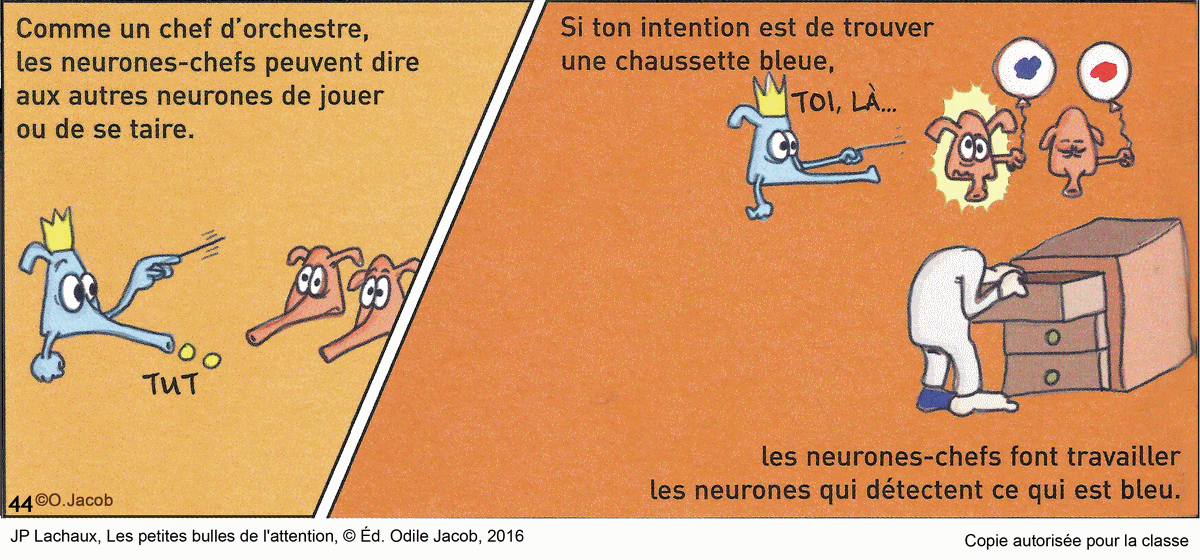 Comme un chef d'orchestre,
les neurones-chefs peuvent dire
aux autres neurones de jouer
ou de se taire.
TUT
44 ©O.Jacob
Si ton intention est de trouver
une chaussette bleue,
TOI, LÀ...
les neurones-chefs font travailler
les neurones qui détectent ce qui est bleu.
JP Lachaux, Les petites bulles de l'attention, © Éd. Odile Jacob, 2016
Copie autorisée pour la classe